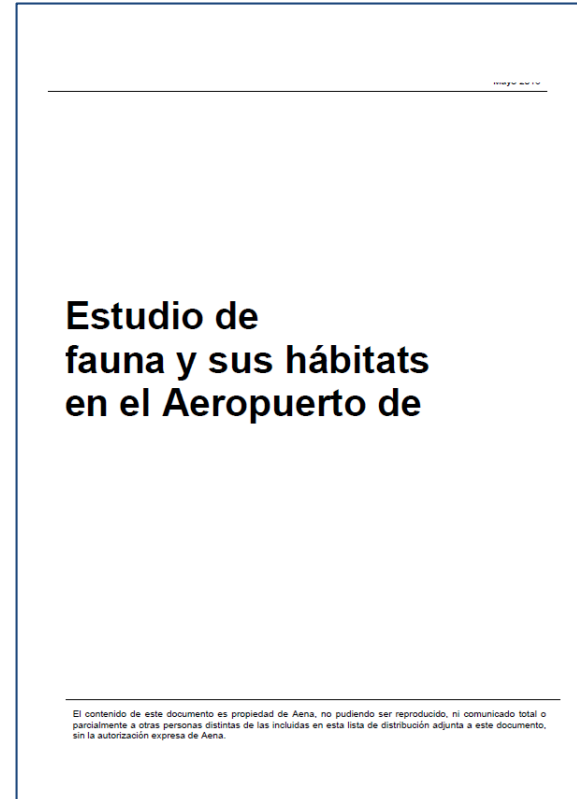 Estudio de
fauna y sus hábitats
en el Aeropuerto de
El contenido de este documento es propiedad de Aena, no pudiendo ser reproducido, ni comunicado total o
parcialmente a otras personas distintas de las incluidas en esta lista de distribución adjunta a este documento,
sin la autorización expresa de Aena.